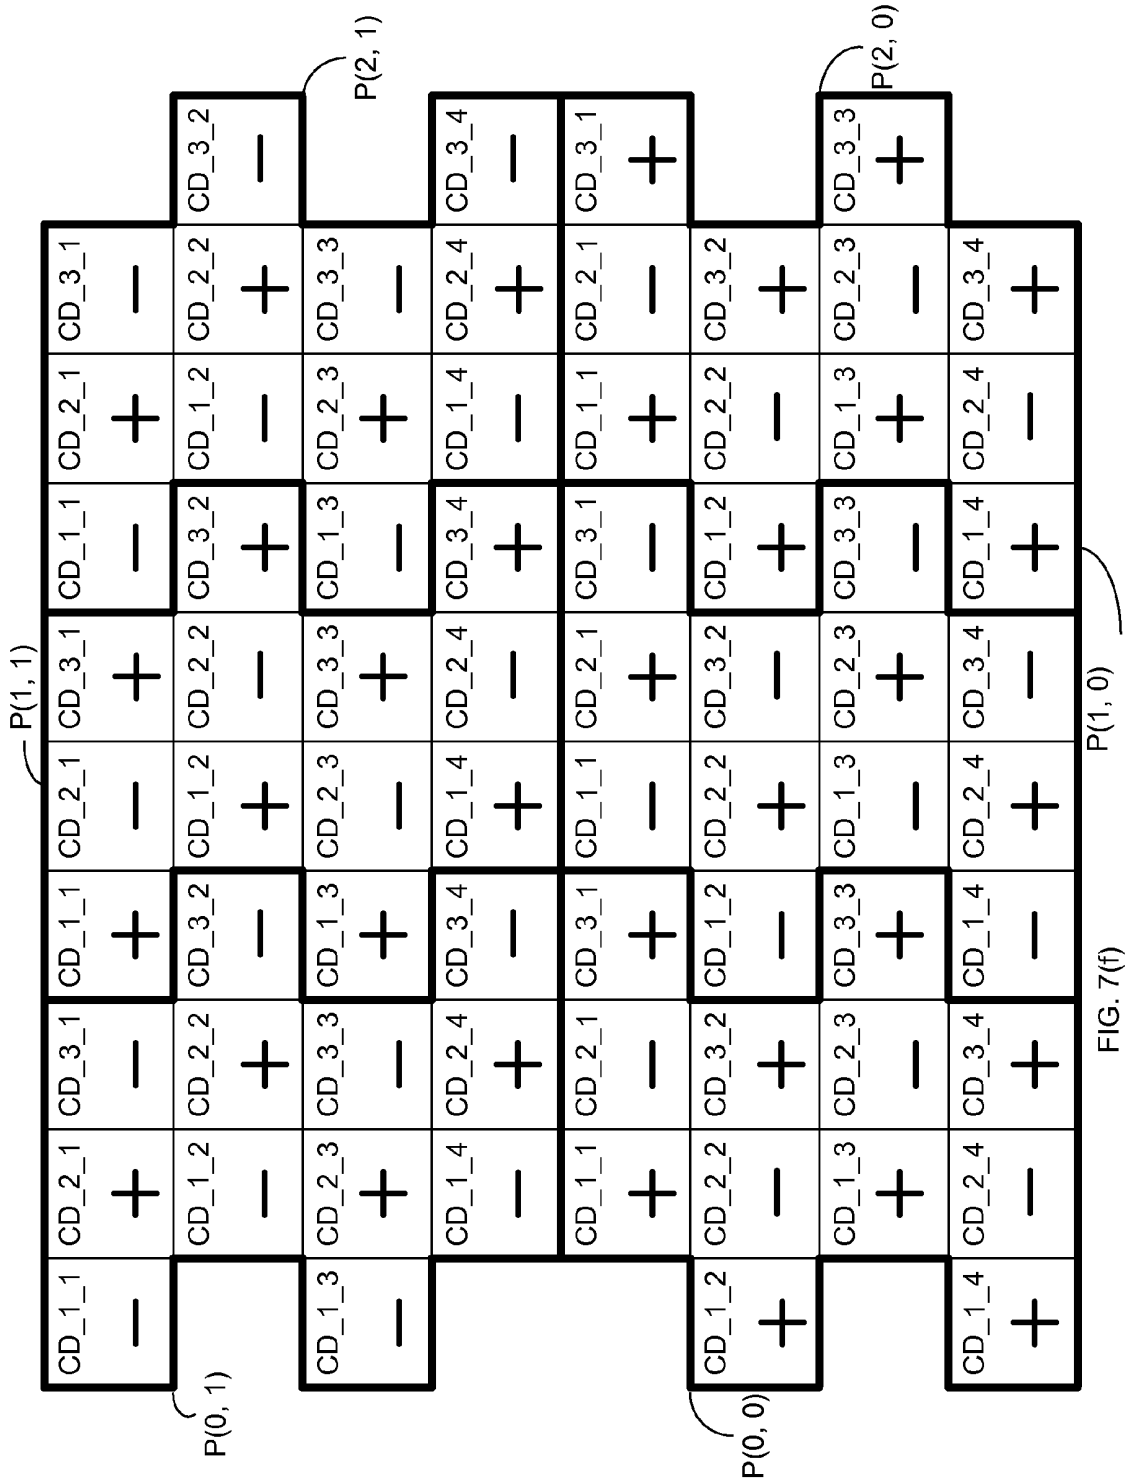 P(1, 1)
CD_1_1 CD_2_1 CD_3_1 CD_1_1 CD_2_1 CD_3_1 CD_1_1 CD_2_1 CD_3_1
− + − + − + − + −
CD_1_2 CD_2_2 CD_3_2 CD_1_2 CD_2_2 CD_3_2 CD_1_2 CD_2_2 CD_3_2
P(0, 1)
− + − + − + − + −
CD_1_3 CD_2_3 CD_3_3 CD_1_3 CD_2_3 CD_3_3 CD_1_3 CD_2_3 CD_3_3
P(2, 1)
− + − + − + − + −
CD_1_4 CD_2_4 CD_3_4 CD_1_4 CD_2_4 CD_3_4 CD_1_4 CD_2_4 CD_3_4
− + − + − + − + −
CD_1_1 CD_2_1 CD_3_1 CD_1_1 CD_2_1 CD_3_1 CD_1_1 CD_2_1 CD_3_1
+ − + − + − + − +
CD_1_2 CD_2_2 CD_3_2 CD_1_2 CD_2_2 CD_3_2 CD_1_2 CD_2_2 CD_3_2
P(0, 0)
+ − + − + − + − +
CD_1_3 CD_2_3 CD_3_3 CD_1_3 CD_2_3 CD_3_3 CD_1_3 CD_2_3 CD_3_3
P(2, 0)
+ − + − + − + − +
CD_1_4 CD_2_4 CD_3_4 CD_1_4 CD_2_4 CD_3_4 CD_1_4 CD_2_4 CD_3_4
+ − + − + − + − +
P(1, 0)
FIG. 7(f)